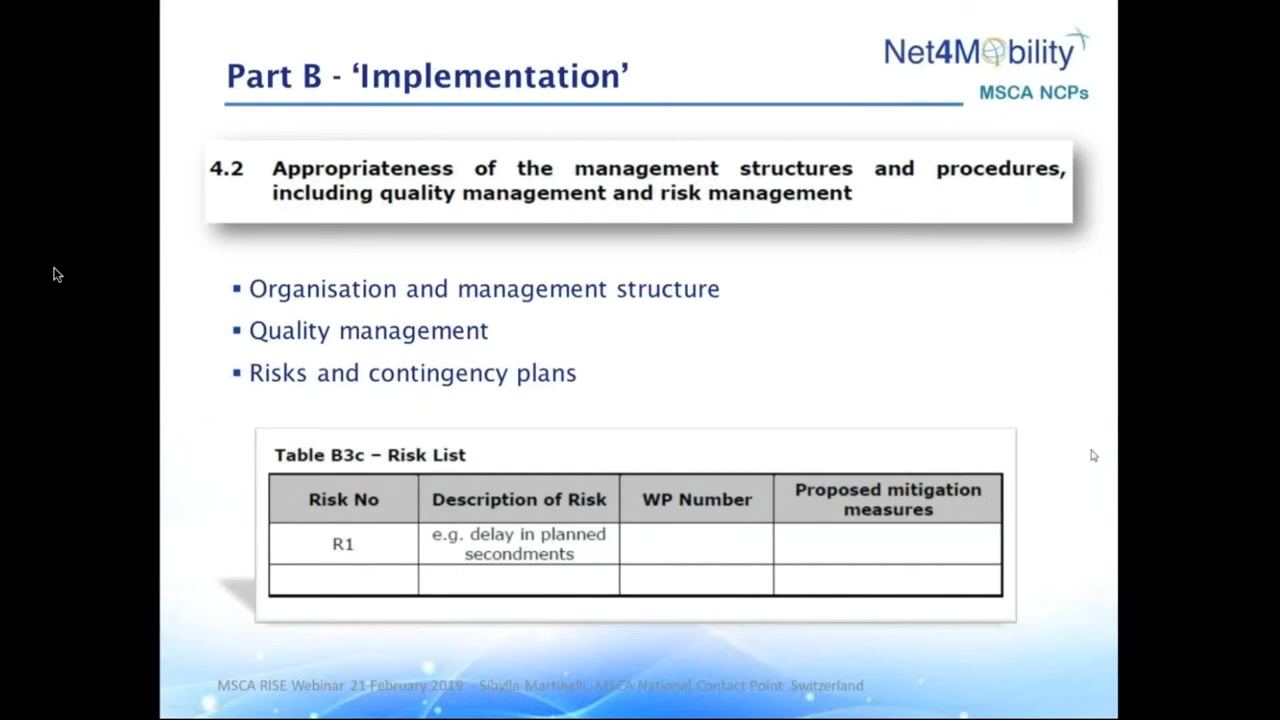 Net4Mobility
MSCA NCPs
Part B - ‘Implementation’
4.2 Appropriateness of the management structures and procedures,
including quality management and risk management
▪ Organisation and management structure
▪ Quality management
▪ Risks and contingency plans
Table B3c – Risk List
Risk No Description of Risk WP Number Proposed mitigation
measures
R1 e.g. delay in planned
secondments
MSCA RISE Webinar 21 February 2019 - Sibylla Martinelli, MSCA National Contact Point Switzerland